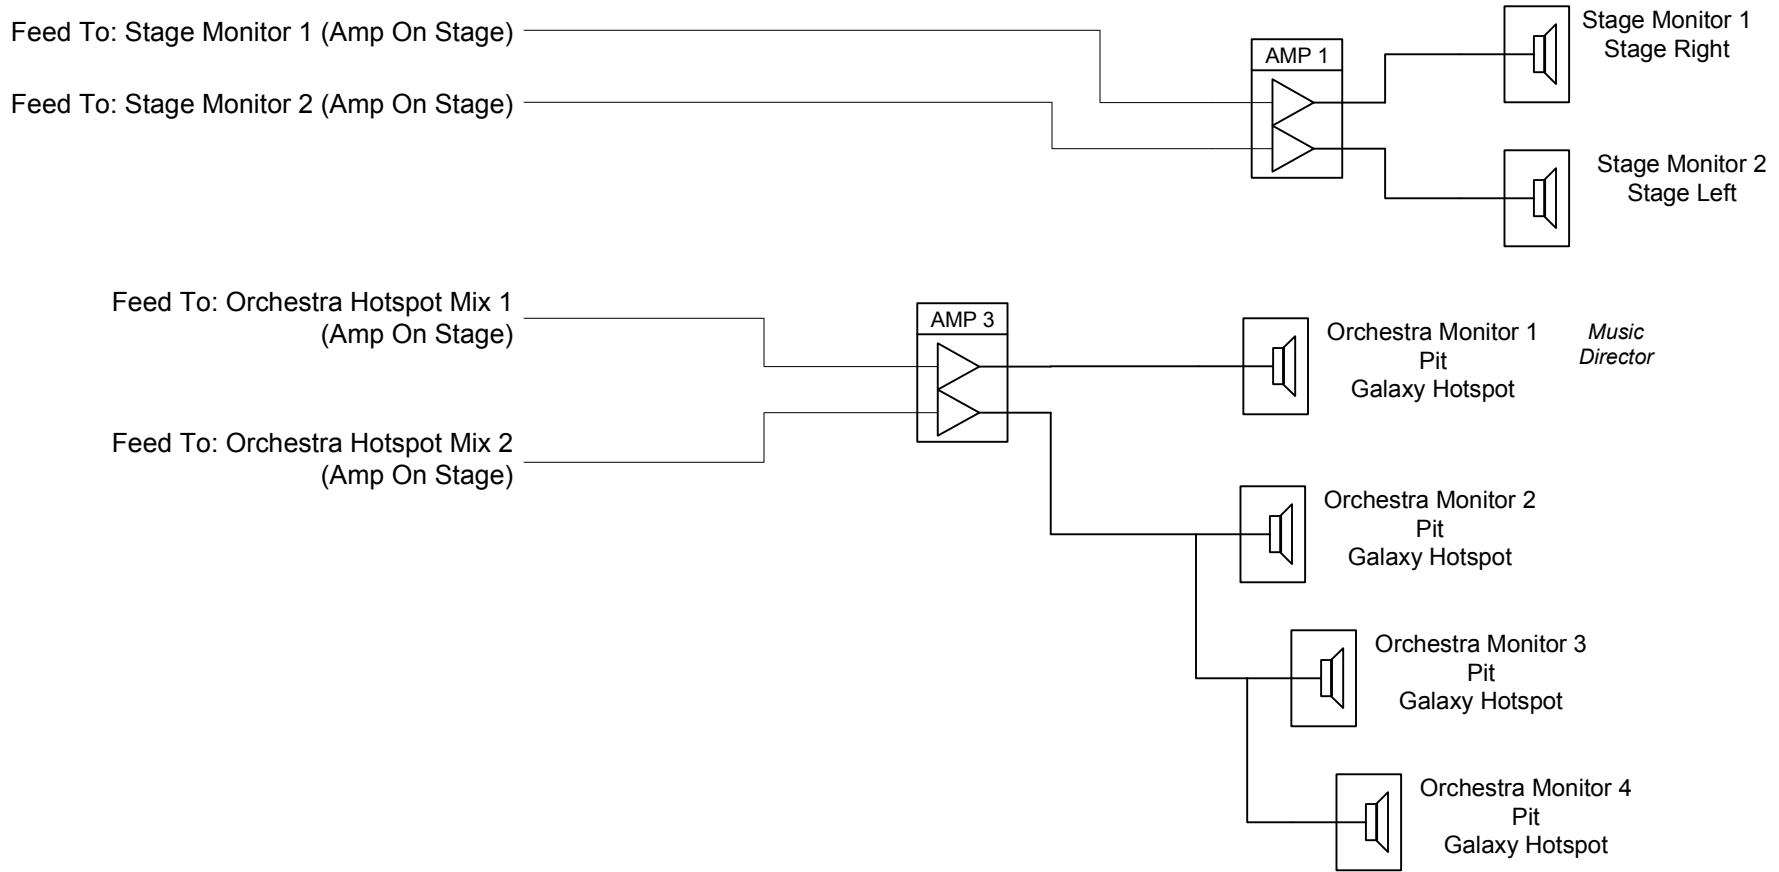 Feed To: Stage Monitor 1 (Amp On Stage)
Feed To: Stage Monitor 2 (Amp On Stage)
AMP 1
Stage Monitor 1
Stage Right
Stage Monitor 2
Stage Left
Feed To: Orchestra Hotspot Mix 1
(Amp On Stage)
Feed To: Orchestra Hotspot Mix 2
(Amp On Stage)
AMP 3
Orchestra Monitor 1
Pit
Galaxy Hotspot
Music
Director
Orchestra Monitor 2
Pit
Galaxy Hotspot
Orchestra Monitor 3
Pit
Galaxy Hotspot
Orchestra Monitor 4
Pit
Galaxy Hotspot